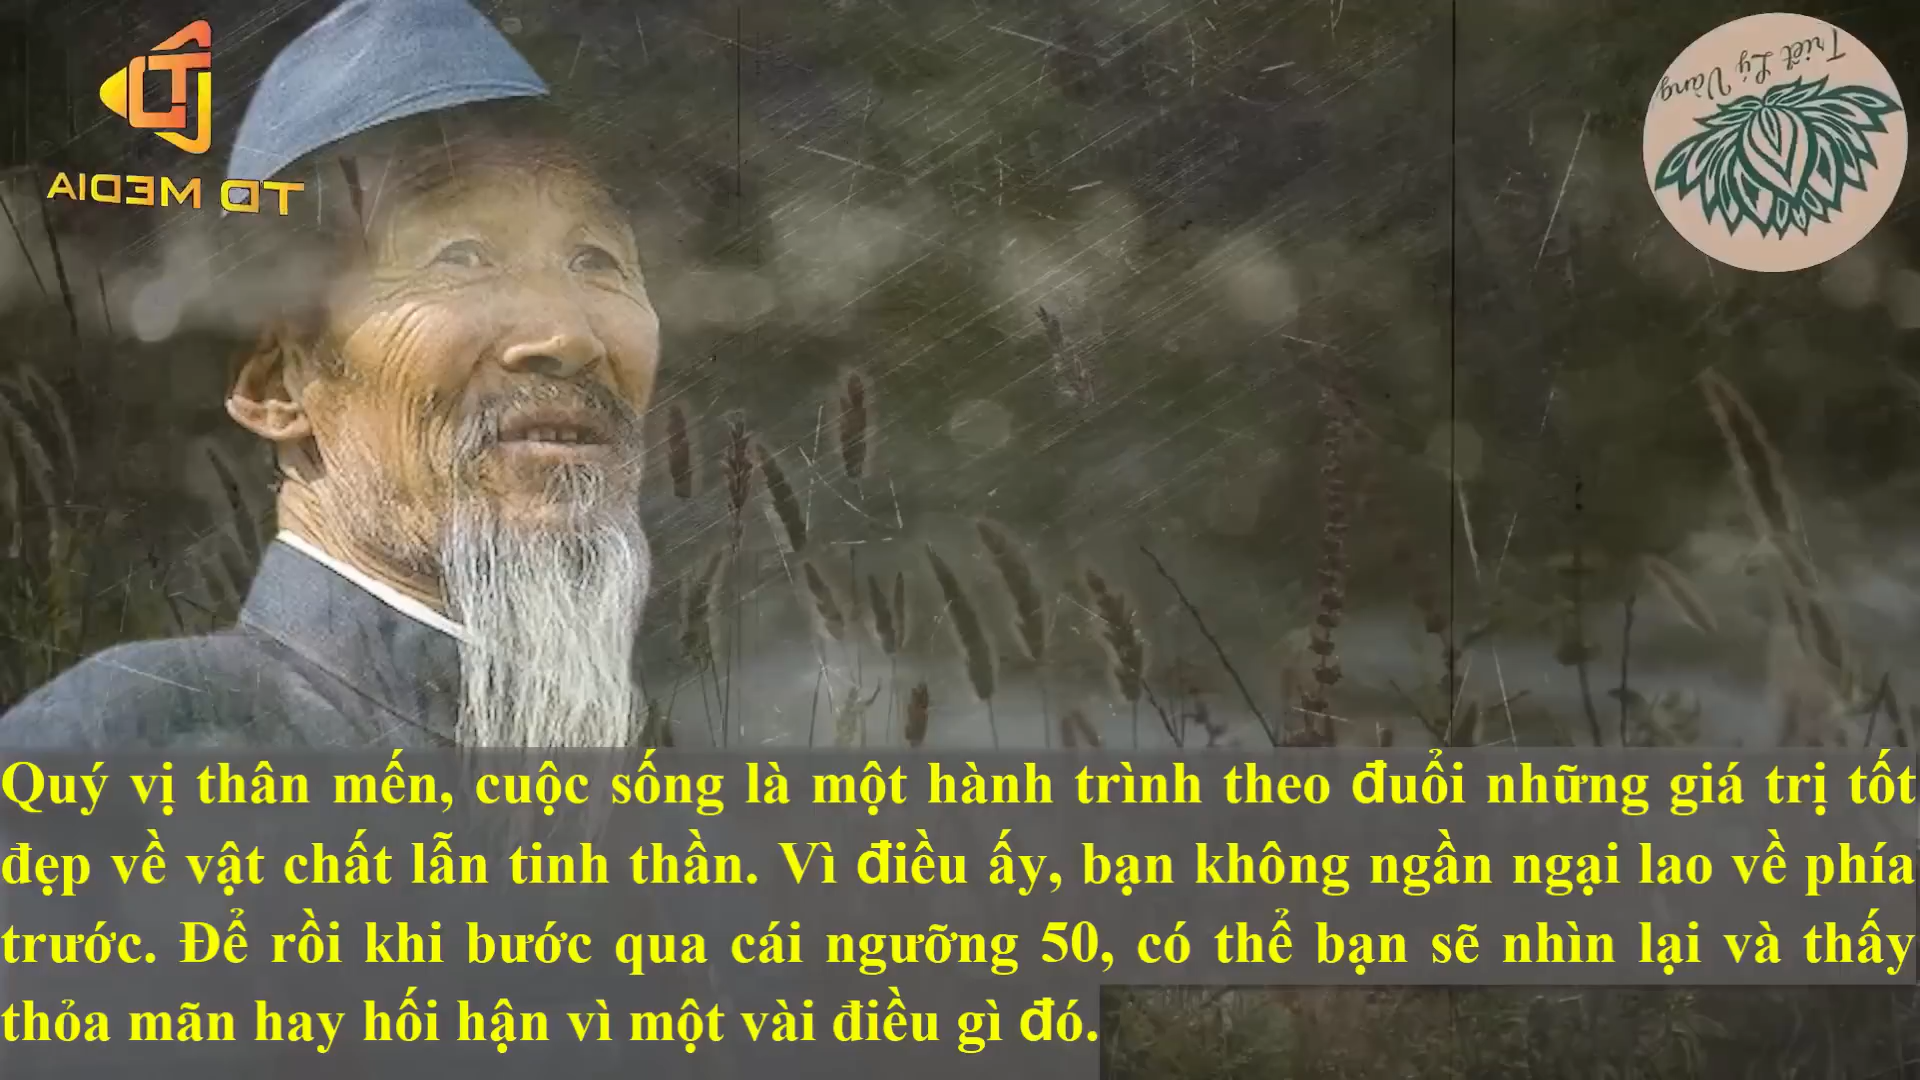 TD MEDIA
Triết Lý Vàng
Quý vị thân mến, cuộc sống là một hành trình theo đuổi những giá trị tốt
đẹp về vật chất lẫn tinh thần. Vì điều ấy, bạn không ngần ngại lao về phía
trước. Để rồi khi bước qua cái ngưỡng 50, có thể bạn sẽ nhìn lại và thấy
thỏa mãn hay hối hận vì một vài điều gì đó.